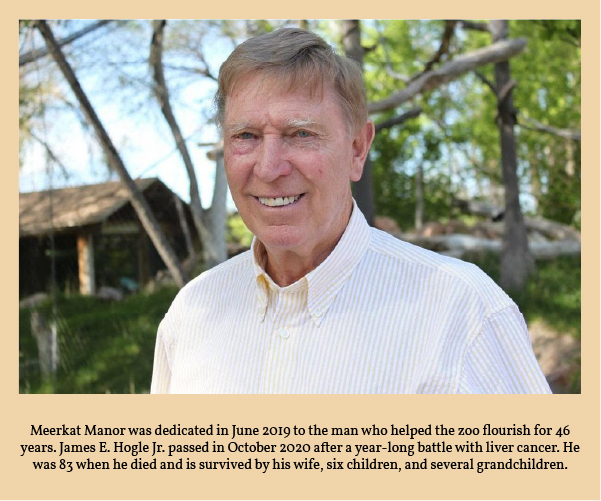 Meerkat Manor was dedicated in June 2019 to the man who helped the zoo flourish for 46
years. James E. Hogle Jr. passed in October 2020 after a year-long battle with liver cancer. He
was 83 when he died and is survived by his wife, six children, and several grandchildren.